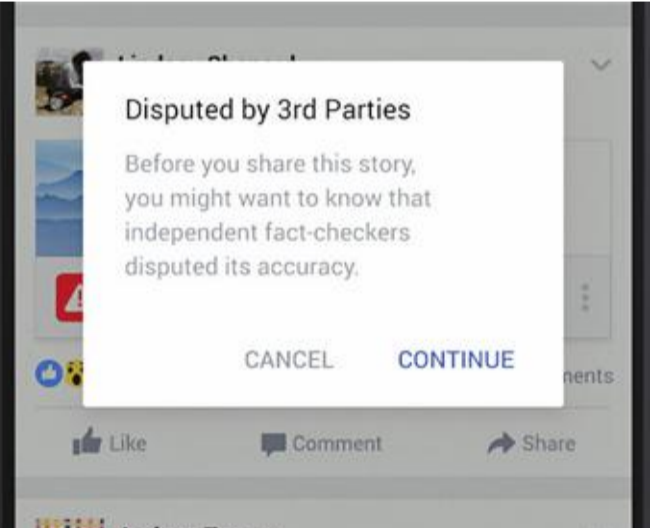 Disputed by 3rd Parties
Before you share this story,
you might want to know that
independent fact-checkers
disputed its accuracy.
CANCEL
CONTINUE
Like
Comment
Share